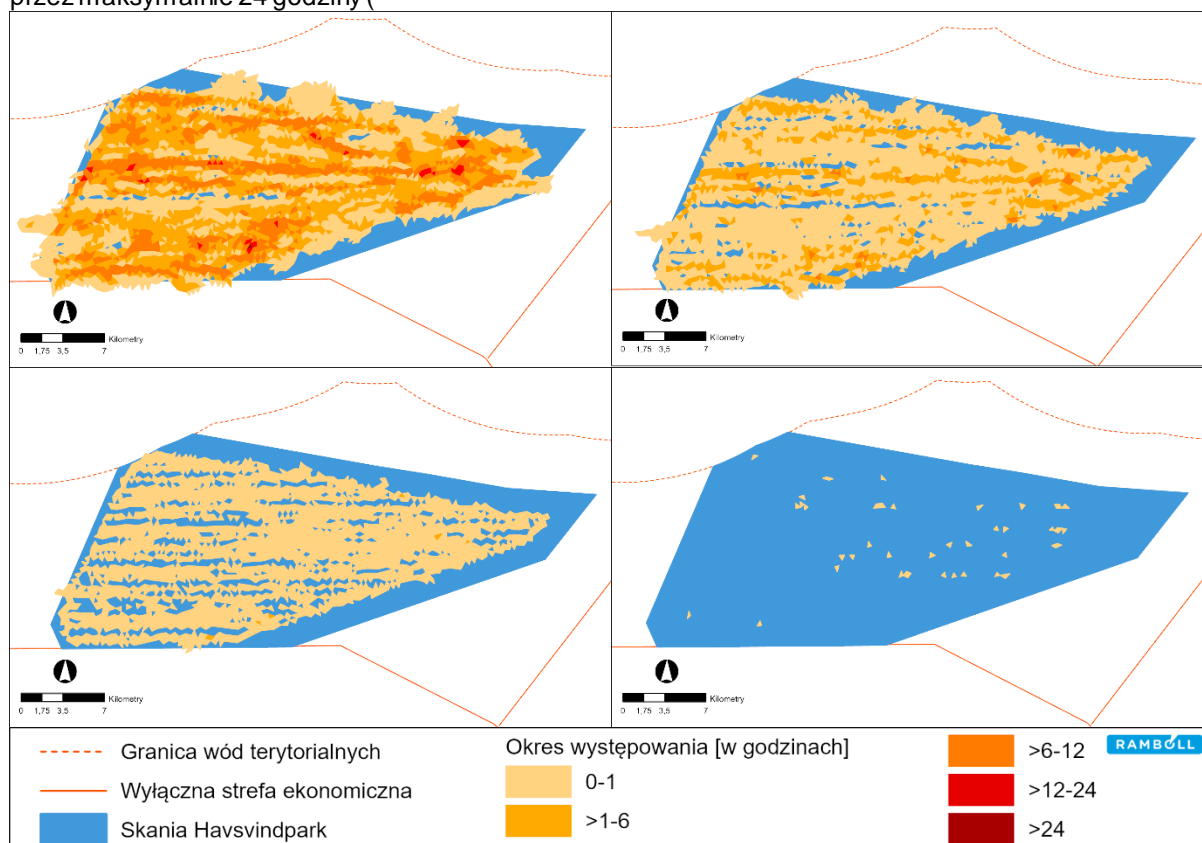 przez maksymalnie 24 godziny (
Kilometry
0 1,75 3,5 7
Kilometry
0 1,75 3,5 7
Kilometry
0 1,75 3,5 7
Kilometry
0 1,75 3,5 7
Granica wód terytorialnych
Wyłączna strefa ekonomiczna
Skania Havsvindpark
Okres występowania [w godzinach]
0-1
>1-6
>6-12
>12-24
>24
RAMBOLL